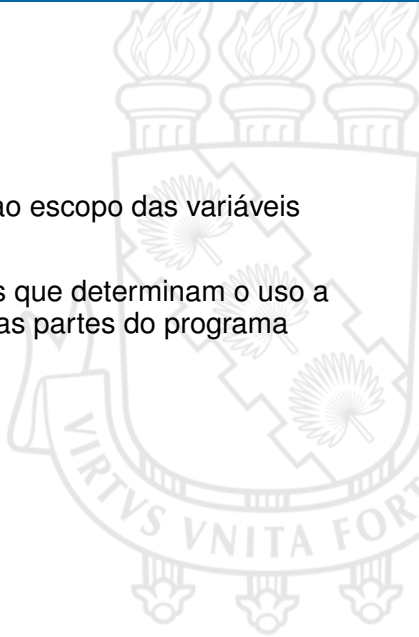 ao escopo das variáveis
s que determinam o uso a
as partes do programa
VIRTVS VNITA FOR